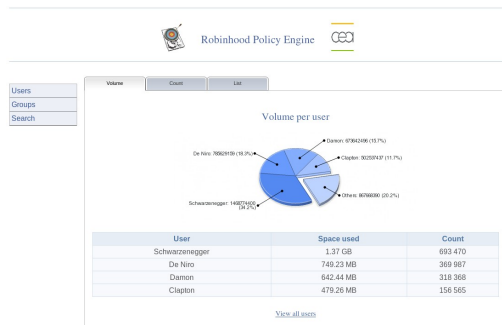 Robinhood Policy Engine
cea
Users
Groups
Search
Volume
Count
List
Volume per user
Damon: 673642496 (15.7%)
De Niro: 785629109 (18.3%)
Clapton: 502537437 (11.7%)
Others: 867968090 (20.2%)
Schwarzenegger: 1468774400
(34.2%)
User Space used Count
Schwarzenegger 1.37 GB 693 470
De Niro 749.23 MB 369 987
Damon 642.44 MB 318 368
Clapton 479.26 MB 156 565
View all users